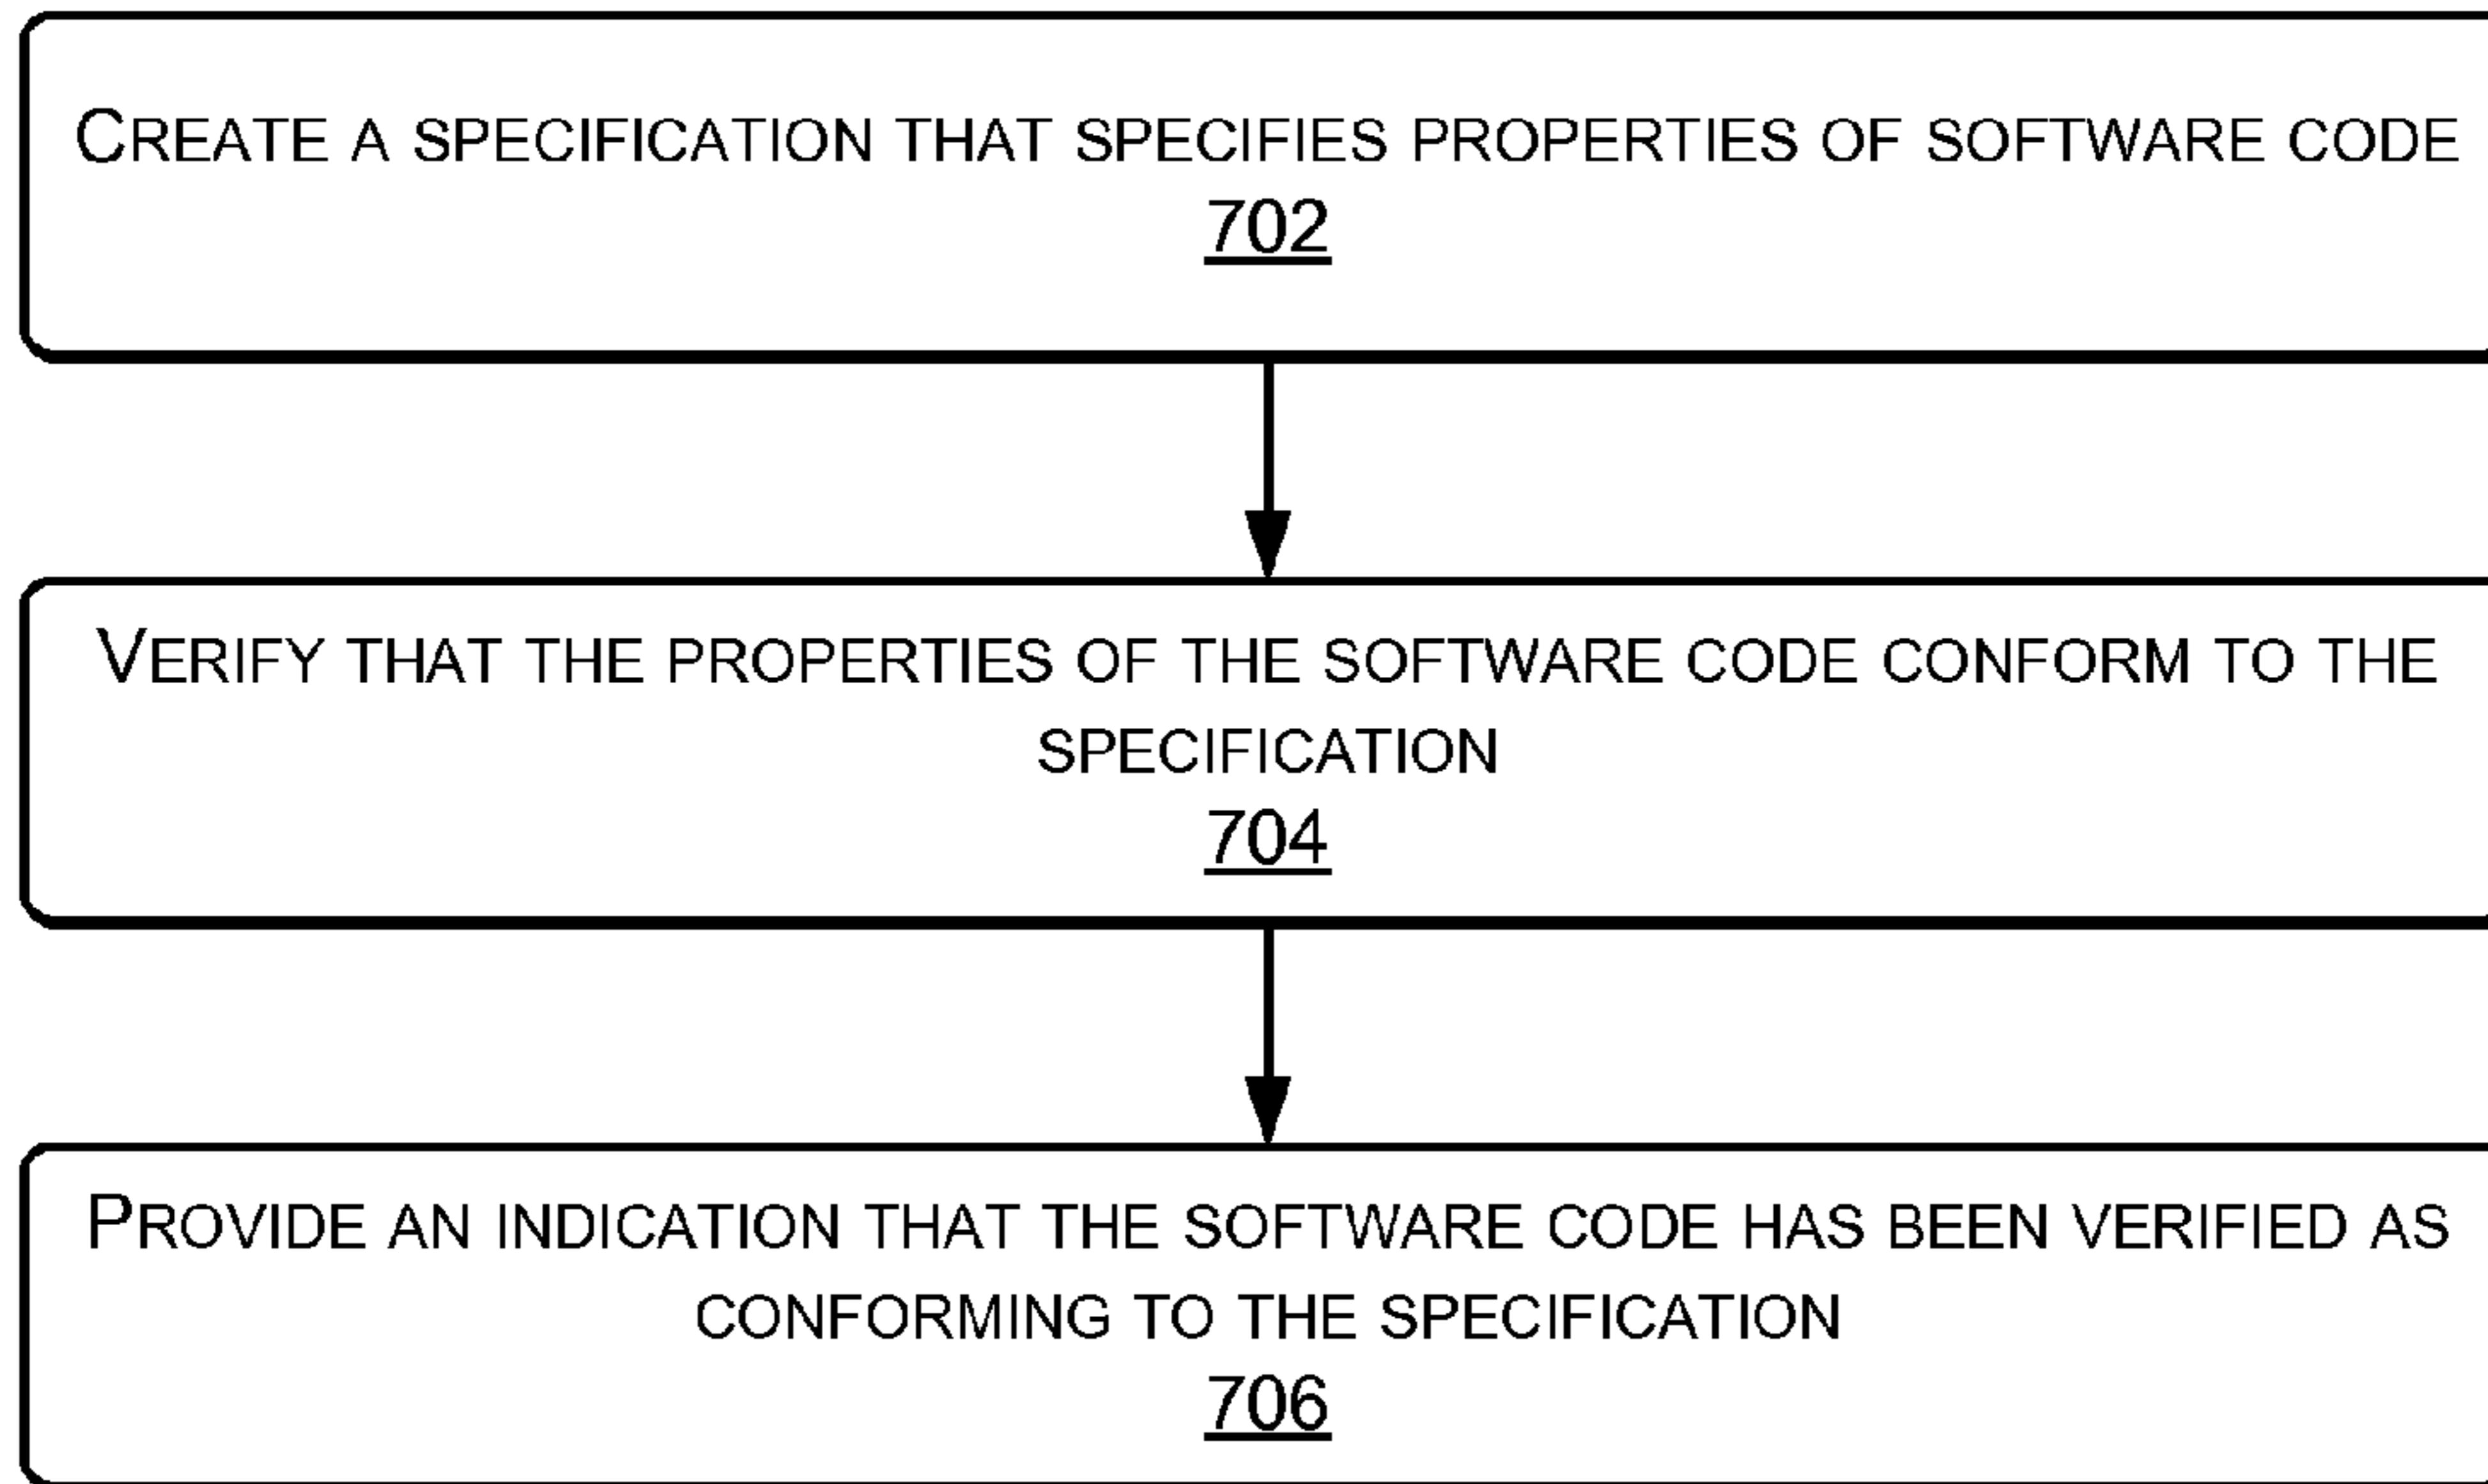 CREATE A SPECIFICATION THAT SPECIFIES PROPERTIES OF SOFTWARE CODE
702
VERIFY THAT THE PROPERTIES OF THE SOFTWARE CODE CONFORM TO THE
SPECIFICATION
704
PROVIDE AN INDICATION THAT THE SOFTWARE CODE HAS BEEN VERIFIED AS
CONFORMING TO THE SPECIFICATION
706